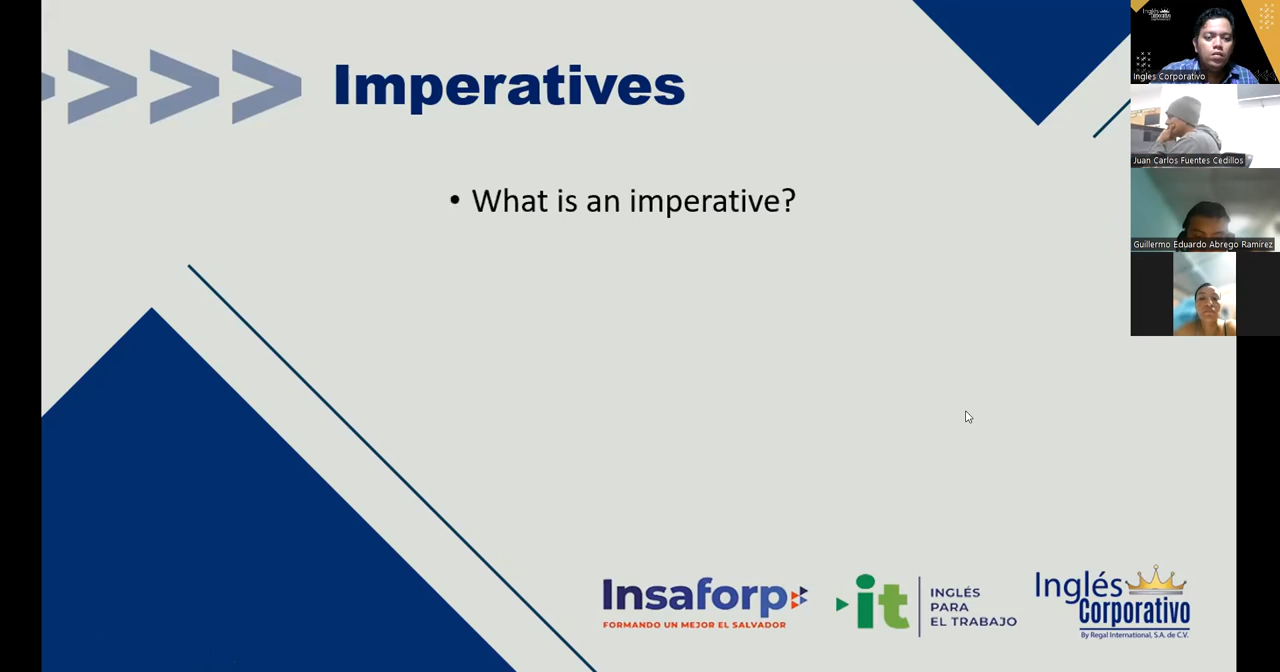 Imperatives
• What is an imperative?
Inglés Corporativo
Juan Carlos Fuentes Cedillos
Guillermo Eduardo Abrego Ramirez
Insaforp
FORMANDO UN MEJOR EL SALVADOR
it
INGLÉS
PARA
EL TRABAJO
Inglés
Corporativo
By Regal International, S.A. de C.V.